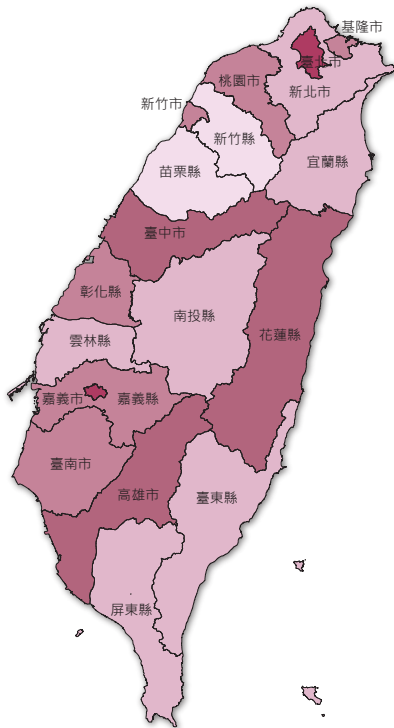 基隆市
臺北市
桃園市
新北市
新竹市
新竹縣
宜蘭縣
苗栗縣
臺中市
彰化縣
南投縣
花蓮縣
雲林縣
嘉義市
嘉義縣
臺南市
高雄市
臺東縣
屏東縣